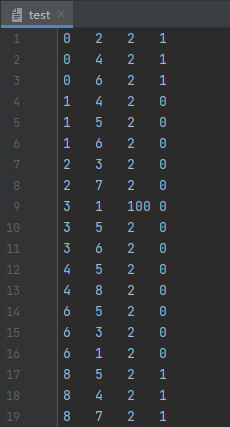 test
1 0 2 2 1
2 0 4 2 1
3 0 6 2 1
4 1 4 2 0
5 1 5 2 0
6 1 6 2 0
7 2 3 2 0
8 2 7 2 0
9 3 1 100 0
10 3 5 2 0
11 3 6 2 0
12 4 5 2 0
13 4 8 2 0
14 6 5 2 0
15 6 3 2 0
16 6 1 2 0
17 8 5 2 1
18 8 4 2 1
19 8 7 2 1